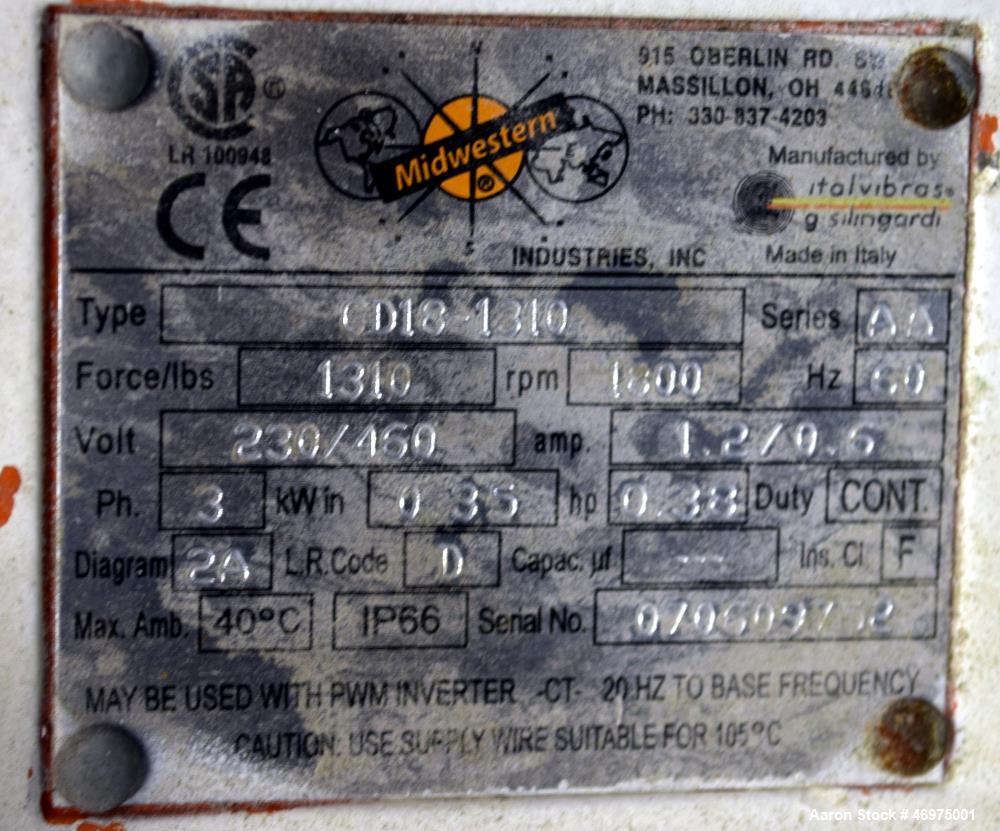 SA ®
LR 100948
CE
N
Midwestern
®
S
INDUSTRIES, INC
915 OBERLIN RD.
MASSILLON, OH
PH: 330-837-4203
Manufactured by
italvibras®
g silingardi
Made in Italy
Type CD18-1310 Series AA
Force/lbs 1310 rpm 1800 Hz 60
Volt 230/460 amp. 1.2/0.6
Ph. 3 kW in 0.35 hp 0.38 Duty CONT.
Diagram 2A L.R.Code D Capac. µf -- Ins. Cl F
Max. Amb. 40°C IP66 Serial No.
MAY BE USED WITH PWM INVERTER -CT- 20 HZ TO BASE FREQUENCY
CAUTION: USE SUPPLY WIRE SUITABLE FOR 105°C
Aaron Stock # 46975001